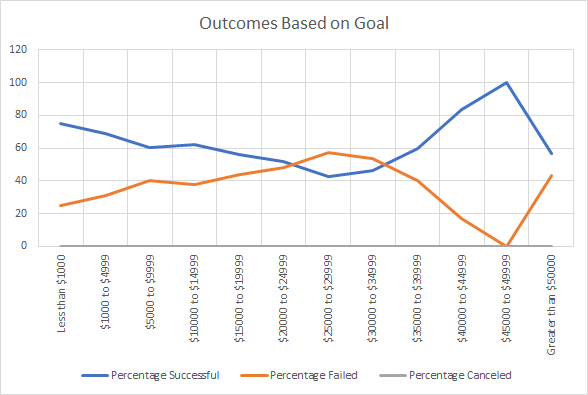 Outcomes Based on Goal
120
100
80
60
40
20
0
Less than $1000
$1000 to $4999
$5000 to $9999
$10000 to $14999
$15000 to $19999
$20000 to $24999
$25000 to $29999
$30000 to $34999
$35000 to $39999
$40000 to $44999
$45000 to $49999
Greater than $50000
Percentage Successful Percentage Failed Percentage Canceled